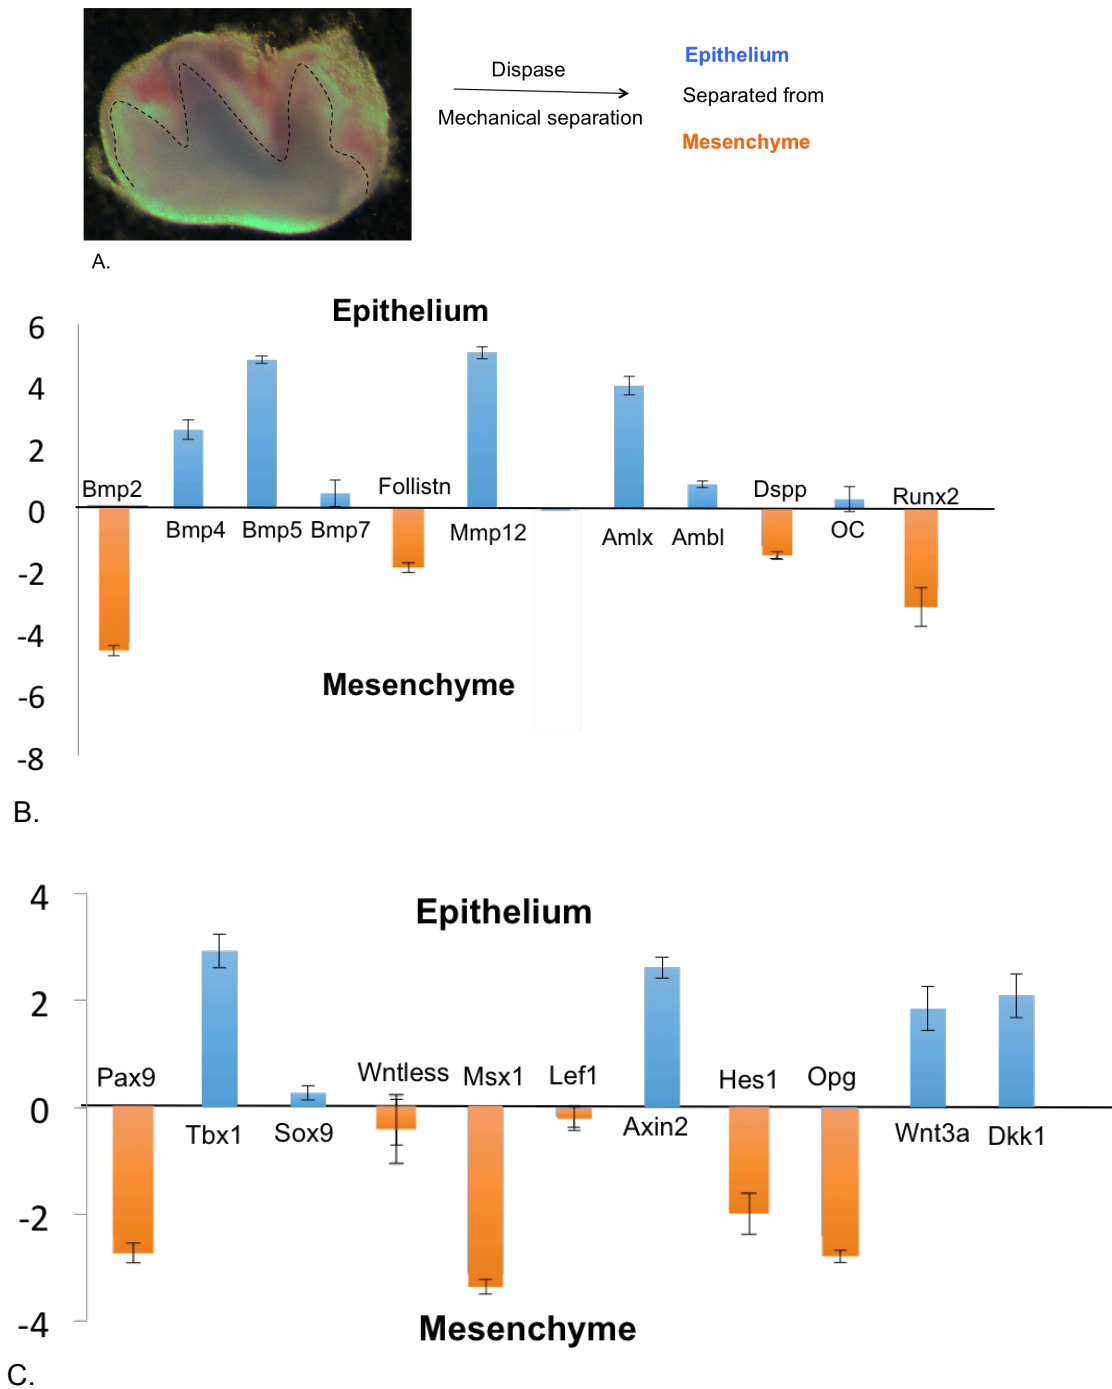 Dispase
Mechanical separation
Epithelium
Separated from
Mesenchyme
A.
Epithelium
6
4
2
0
-2
-4
-6
-8
Bmp2
Bmp4
Bmp5
Bmp7
Follistn
Mmp12
Amlx
Ambl
Dspp
OC
Runx2
Mesenchyme
B.
Epithelium
4
2
0
-2
-4
Pax9
Tbx1
Sox9
Wntless
Msx1
Lef1
Axin2
Hes1
Opg
Wnt3a
Dkk1
Mesenchyme
C.